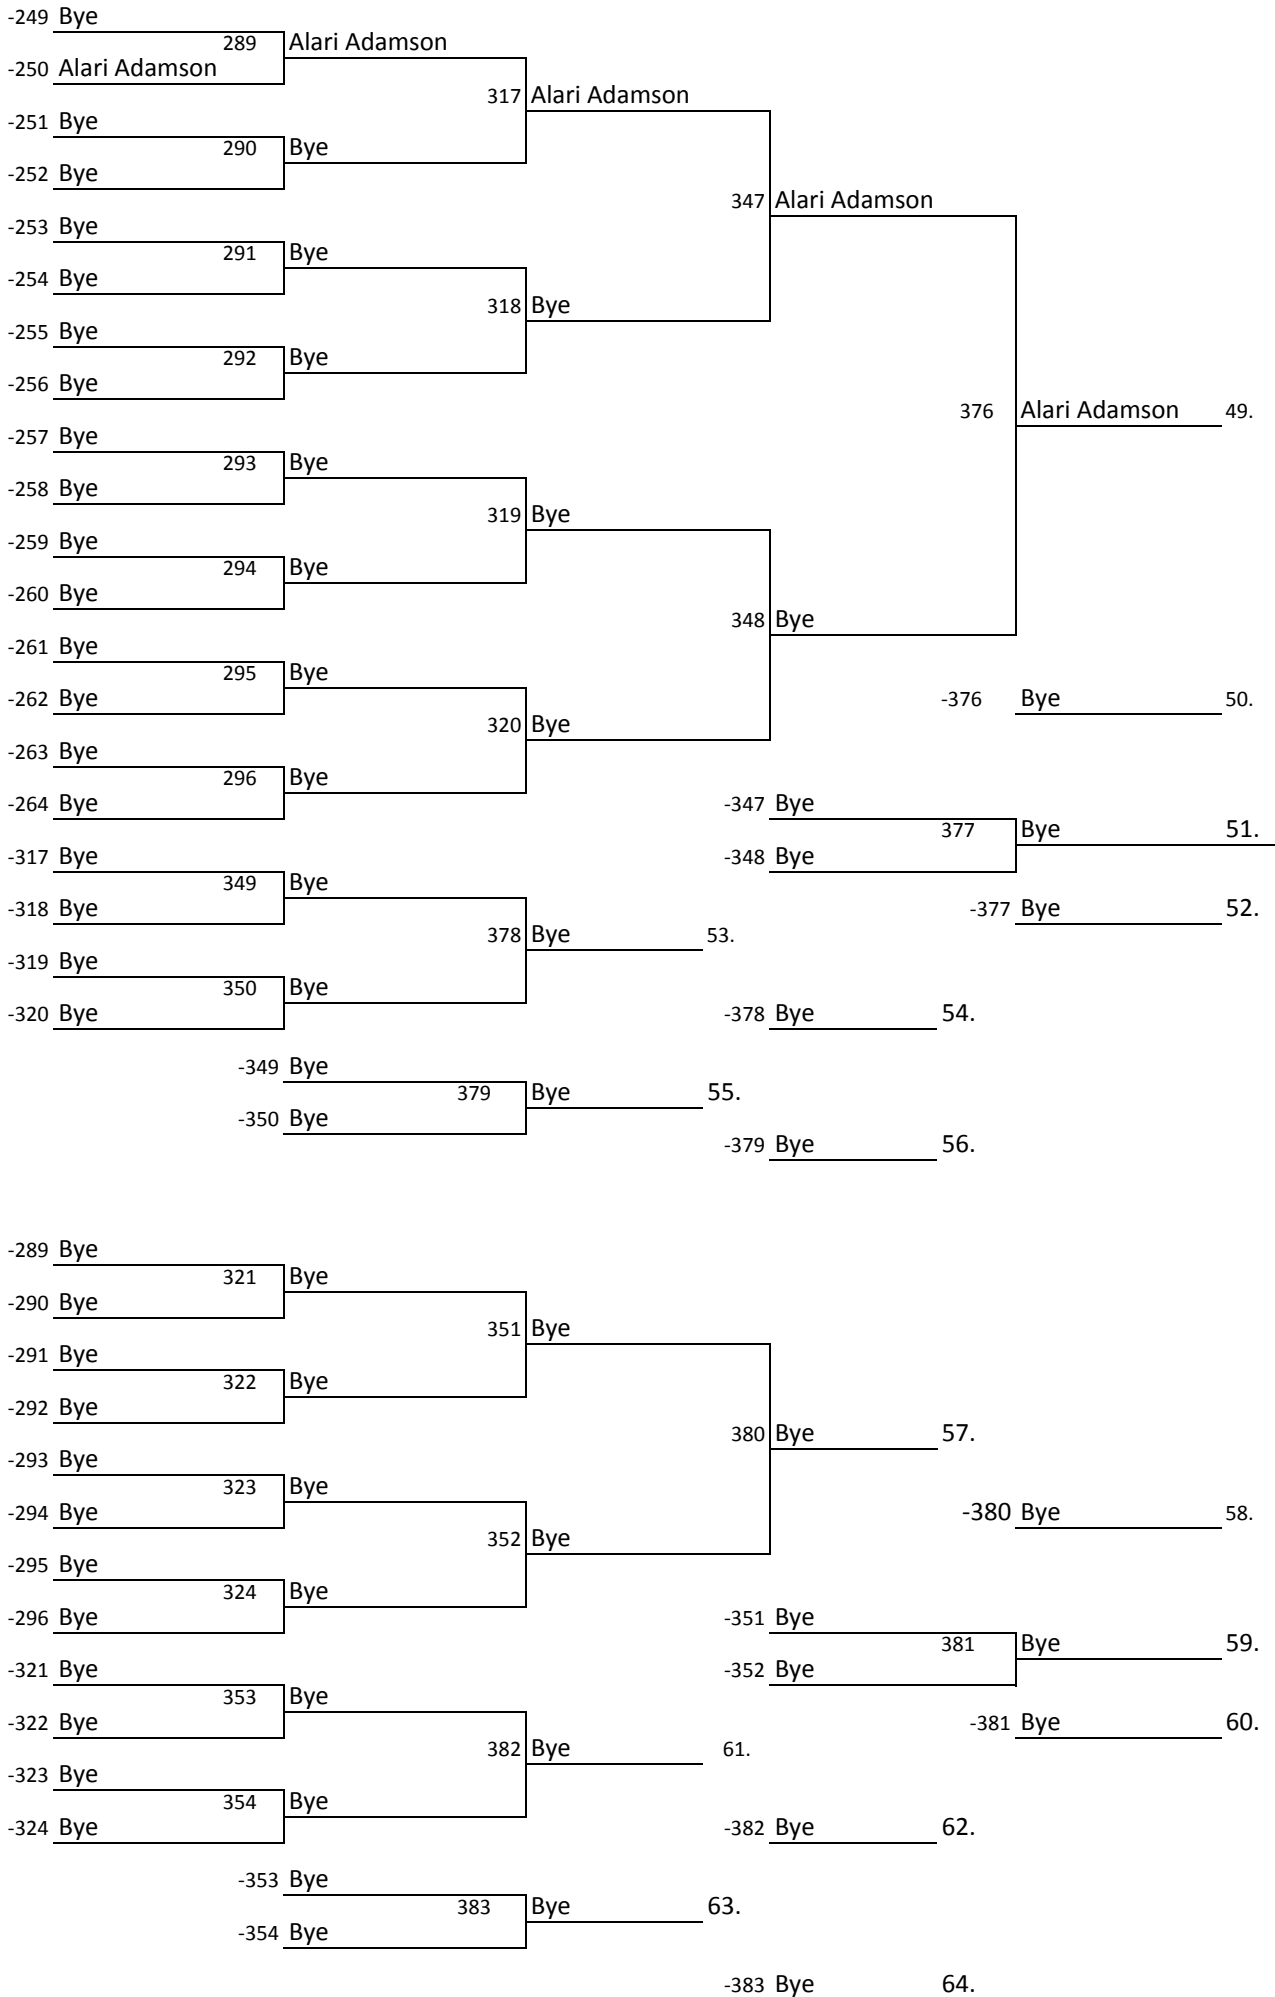 -249 Bye
289 Alari Adamson
-250 Alari Adamson
317 Alari Adamson
-251 Bye
290 Bye
-252 Bye
347 Alari Adamson
-253 Bye
291 Bye
-254 Bye
318 Bye
-255 Bye
292 Bye
-256 Bye
376 Alari Adamson 49.
-257 Bye
293 Bye
-258 Bye
319 Bye
-259 Bye
294 Bye
-260 Bye
348 Bye
-261 Bye
295 Bye
-262 Bye -376 Bye 50.
320 Bye
-263 Bye
296 Bye
-264 Bye -347 Bye
377 Bye 51.
-317 Bye -348 Bye
349 Bye
-318 Bye -377 Bye 52.
378 Bye 53.
-319 Bye
350 Bye
-320 Bye -378 Bye 54.
-349 Bye
379 Bye 55.
-350 Bye
-379 Bye 56.
-289 Bye
321 Bye
-290 Bye
351 Bye
-291 Bye
322 Bye
-292 Bye
380 Bye 57.
-293 Bye
323 Bye
-294 Bye -380 Bye 58.
352 Bye
-295 Bye
324 Bye
-296 Bye -351 Bye
381 Bye 59.
-321 Bye -352 Bye
353 Bye
-322 Bye -381 Bye 60.
382 Bye 61.
-323 Bye
354 Bye
-324 Bye -382 Bye 62.
-353 Bye
383 Bye 63.
-354 Bye
-383 Bye 64.